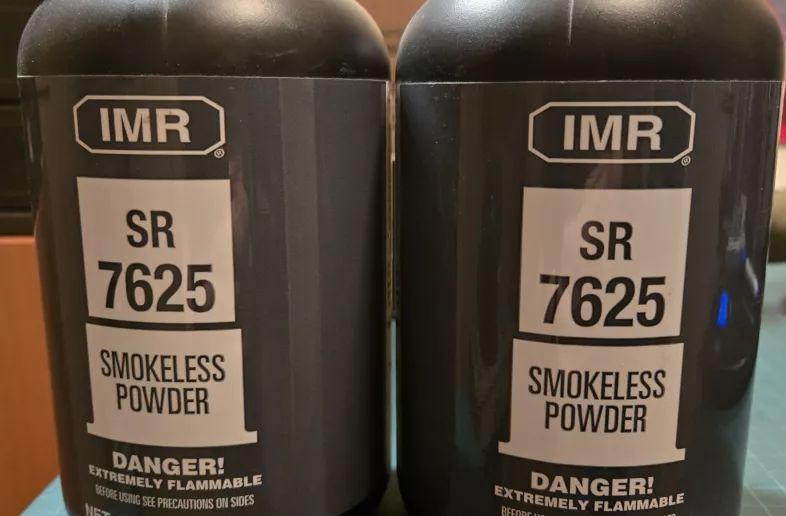 IMR®
SR
7625
SMOKELESS
POWDER
DANGER!
EXTREMELY FLAMMABLE
BEFORE USING SEE PRECAUTIONS ON SIDES
NET
IMR®
SR
7625
SMOKELESS
POWDER
DANGER!
EXTREMELY FLAMMABLE